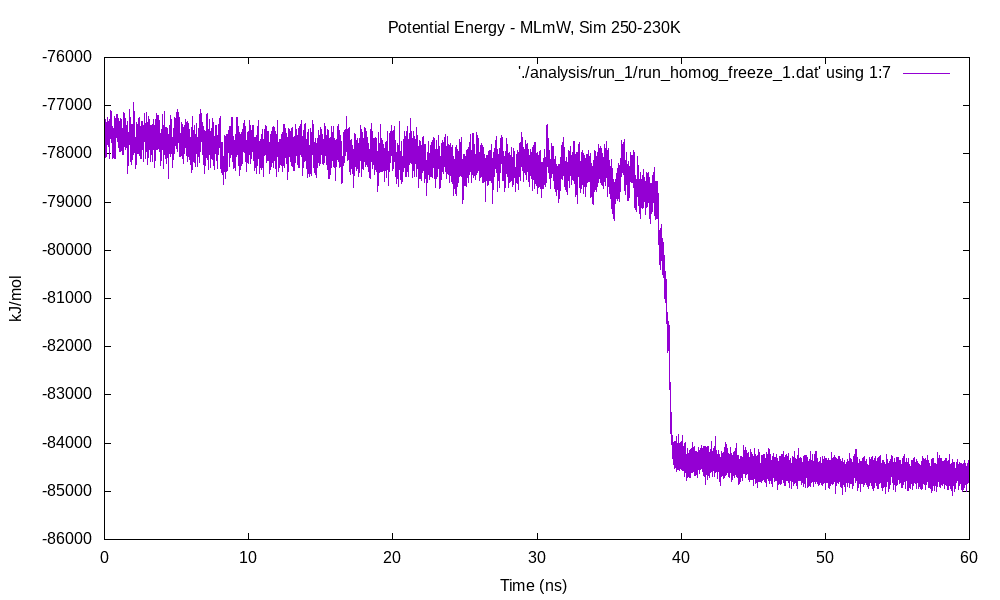 Potential Energy - MLmW, Sim 250-230K
'./analysis/run_1/run_homog_freeze_1.dat' using 1:7
-76000
-77000
-78000
-79000
-80000
-81000
-82000
-83000
-84000
-85000
-86000
kJ/mol
0 10 20 30 40 50 60
Time (ns)